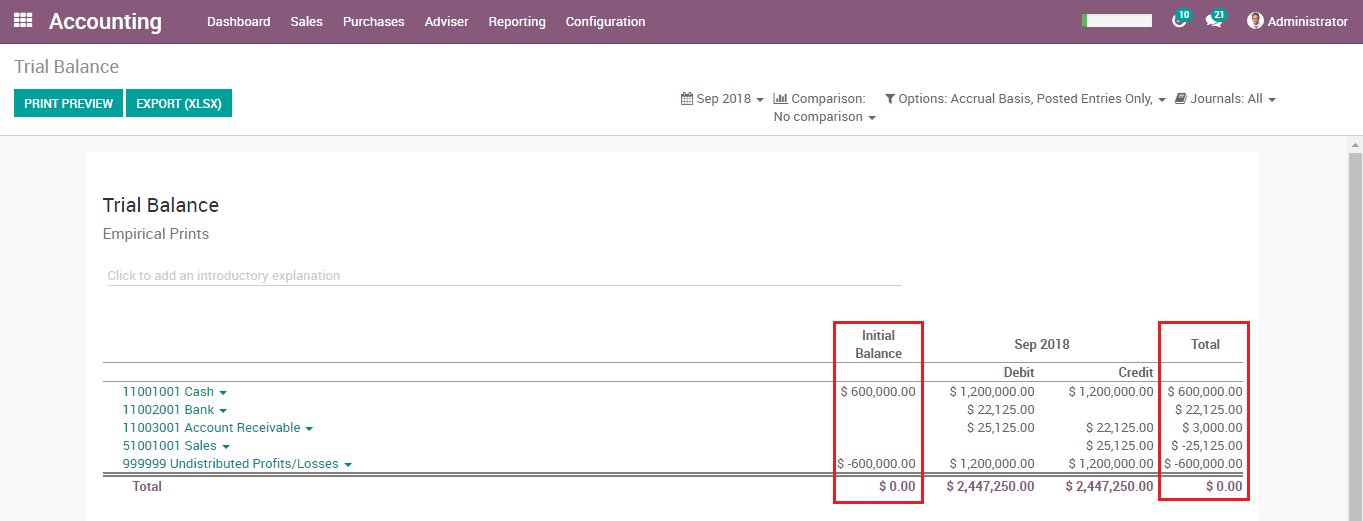 Accounting Dashboard Sales Purchases Adviser Reporting Configuration 10 21 Administrator
Trial Balance
PRINT PREVIEW EXPORT (XLSX) Sep 2018 Comparison: Options: Accrual Basis, Posted Entries Only, Journals: All
No comparison
Trial Balance
Empirical Prints
Click to add an introductory explanation
Initial
Balance Sep 2018 Total
Debit Credit
11001001 Cash $ 600,000.00 $ 1,200,000.00 $ 1,200,000.00 $ 600,000.00
11002001 Bank $ 22,125.00 $ 22,125.00
11003001 Account Receivable $ 25,125.00 $ 22,125.00 $ 3,000.00
51001001 Sales $ 25,125.00 $ -25,125.00
999999 Undistributed Profits/Losses $ -600,000.00 $ 1,200,000.00 $ 1,200,000.00 $ -600,000.00
Total $ 0.00 $ 2,447,250.00 $ 2,447,250.00 $ 0.00